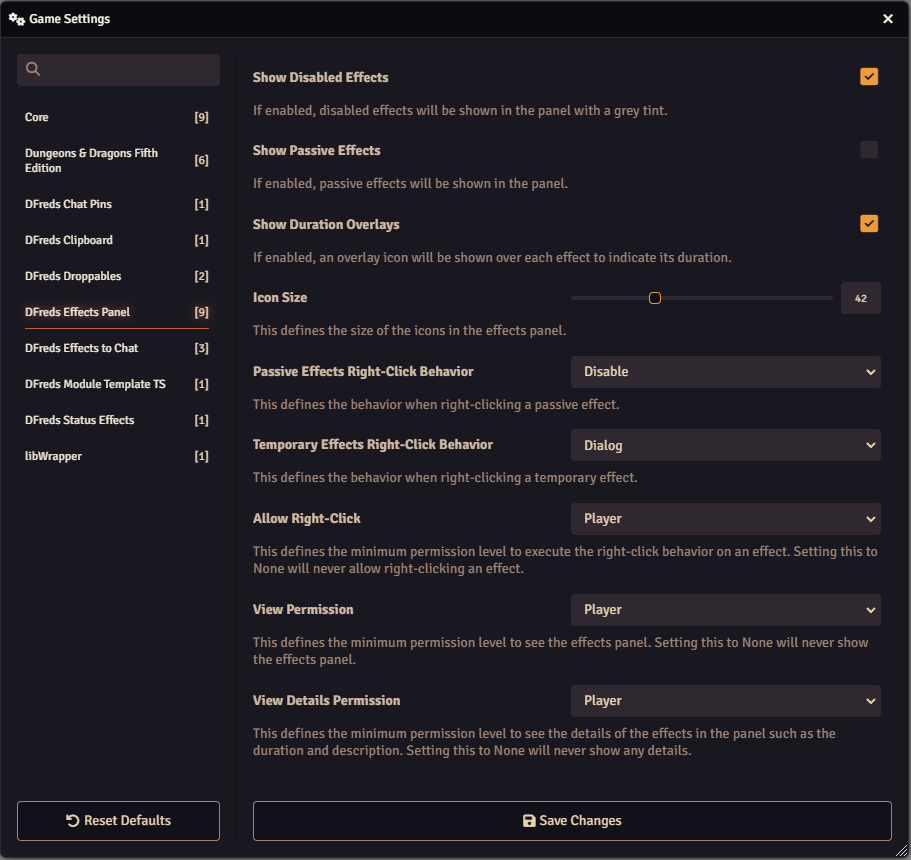 Game Settings
Core [9]
Dungeons & Dragons Fifth
Edition [6]
DFreds Chat Pins [1]
DFreds Clipboard [1]
DFreds Droppables [2]
DFreds Effects Panel [9]
DFreds Effects to Chat [3]
DFreds Module Template TS [1]
DFreds Status Effects [1]
libWrapper [1]
Reset Defaults
Show Disabled Effects
If enabled, disabled effects will be shown in the panel with a grey tint.
Show Passive Effects
If enabled, passive effects will be shown in the panel.
Show Duration Overlays
If enabled, an overlay icon will be shown over each effect to indicate its duration.
Icon Size 42
This defines the size of the icons in the effects panel.
Passive Effects Right-Click Behavior Disable
This defines the behavior when right-clicking a passive effect.
Temporary Effects Right-Click Behavior Dialog
This defines the behavior when right-clicking a temporary effect.
Allow Right-Click Player
This defines the minimum permission level to execute the right-click behavior on an effect. Setting this to
None will never allow right-clicking an effect.
View Permission Player
This defines the minimum permission level to see the effects panel. Setting this to None will never show
the effects panel.
View Details Permission Player
This defines the minimum permission level to see the details of the effects in the panel such as the
duration and description. Setting this to None will never show any details.
Save Changes